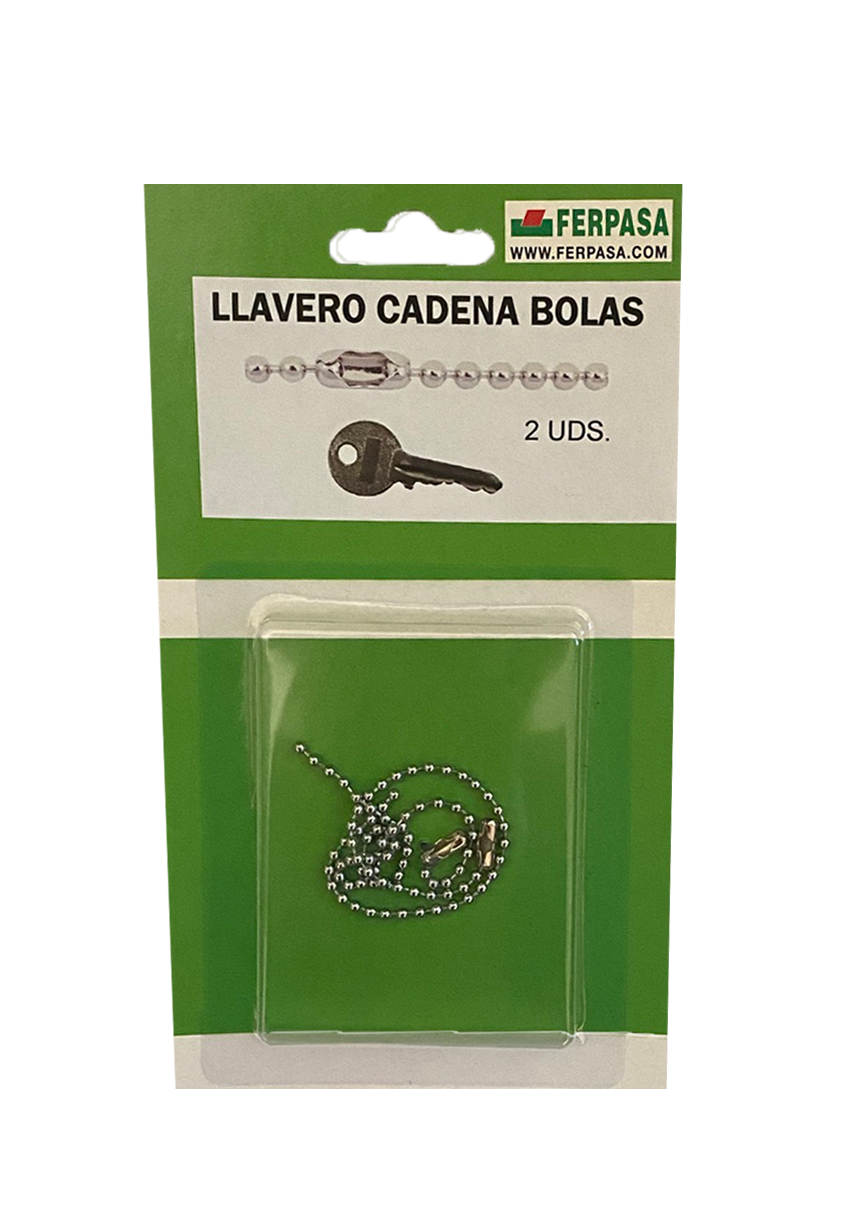 FERPASA
WWW.FERPASA.COM
LLAVERO CADENA BOLAS
2 UDS.